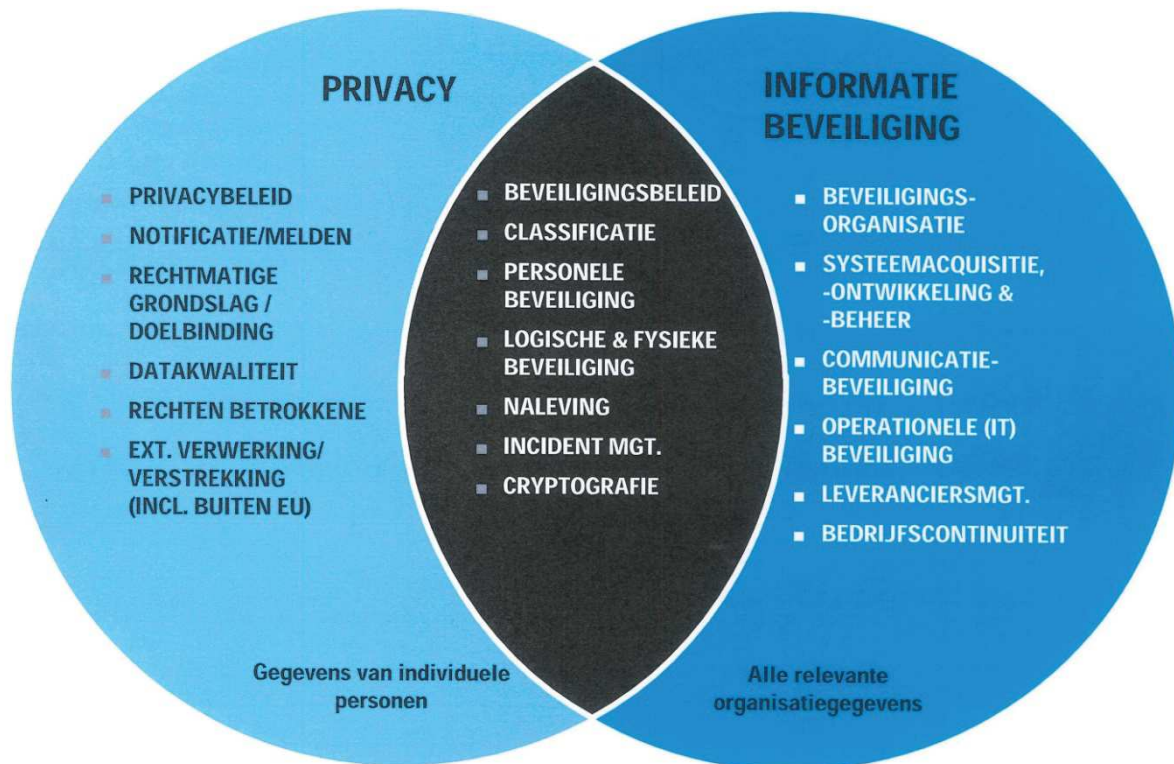 PRIVACY
PRIVACYBELEID
NOTIFICATIE/MELDEN
RECHTMATIGE
GRONDSLAG /
DOELBINDING
DATAKWALITEIT
RECHTEN BETROKKENE
EXT. VERWERKING/
VERSTREKKING
(INCL. BUITEN EU)
Gegevens van individuele
personen
BEVEILIGINGSBELEID
CLASSIFICATIE
PERSONELE
BEVEILIGING
LOGISCHE & FYSIEKE
BEVEILIGING
NALEVING
INCIDENT MGT.
CRYPTOGRAFIE
INFORMATIE
BEVEILIGING
BEVEILIGINGS-
ORGANISATIE
SYSTEEMACQUISITIE,
-ONTWIKKELING &
-BEHEER
COMMUNICATIE-
BEVEILIGING
OPERATIONELE (IT)
BEVEILIGING
LEVERANCIERSMGT.
BEDRIJFSCONTINUITEIT
Alle relevante
organisatiegegevens